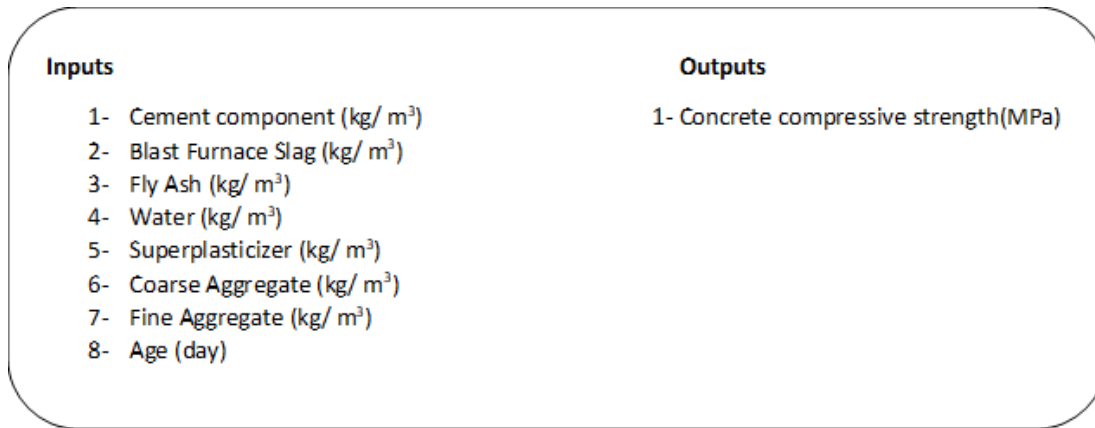 Inputs
1- Cement component (kg/ m³)
2- Blast Furnace Slag (kg/ m³)
3- Fly Ash (kg/ m³)
4- Water (kg/ m³)
5- Superplasticizer (kg/ m³)
6- Coarse Aggregate (kg/ m³)
7- Fine Aggregate (kg/ m³)
8- Age (day)
Outputs
1- Concrete compressive strength(MPa)